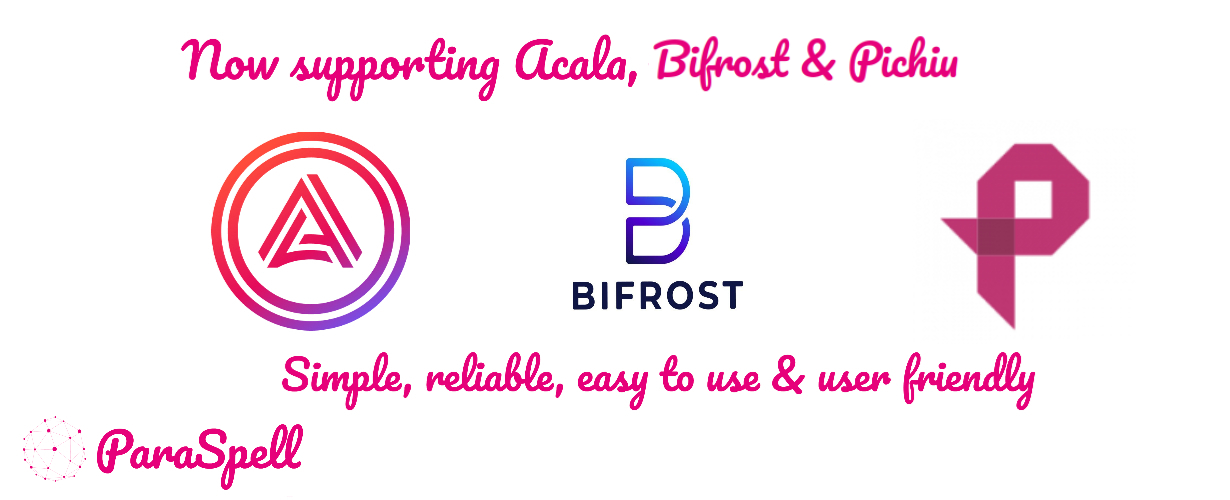 Now supporting Acala, Bifrost & Pichiu
BIFROST
Simple, reliable, easy to use & user friendly
ParaSpell